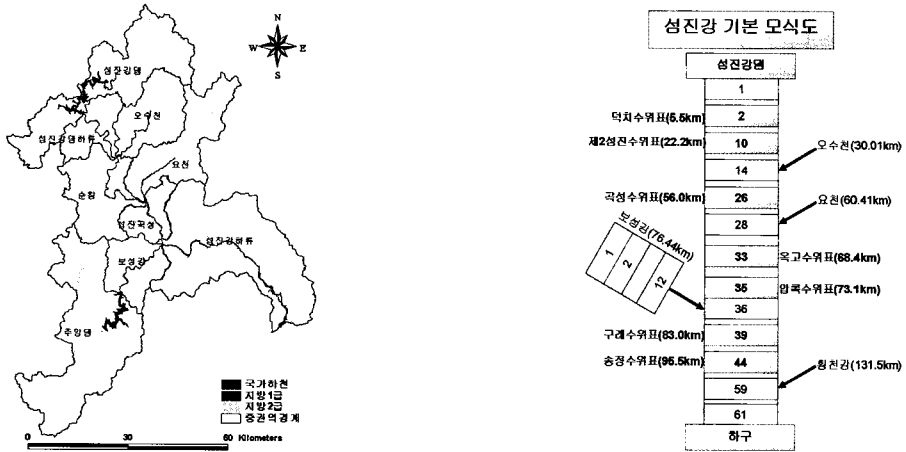 N
W E
S
섬진강댐
오수천
섬진강댐하류
요천
순창
섬진곡성
섬진강하류
보성강
주암댐
국가하천
지방1급
지방2급
중권역경계
0 30 60 Kilometers
섬진강 기본 모식도
섬진강댐
1
덕치수위표(5.5km) 2
제2섬진수위표(22.2km) 10
오수천(30.01km)
14
곡성수위표(56.0km) 26
요천(60.41km)
28
보성강(76.44km)
1 2 12
33 옥고수위표(68.4km)
35 압록수위표(73.1km)
36
구례수위표(83.0km) 39
송정수위표(96.5km) 44
횡천강(131.5km)
59
61
하구